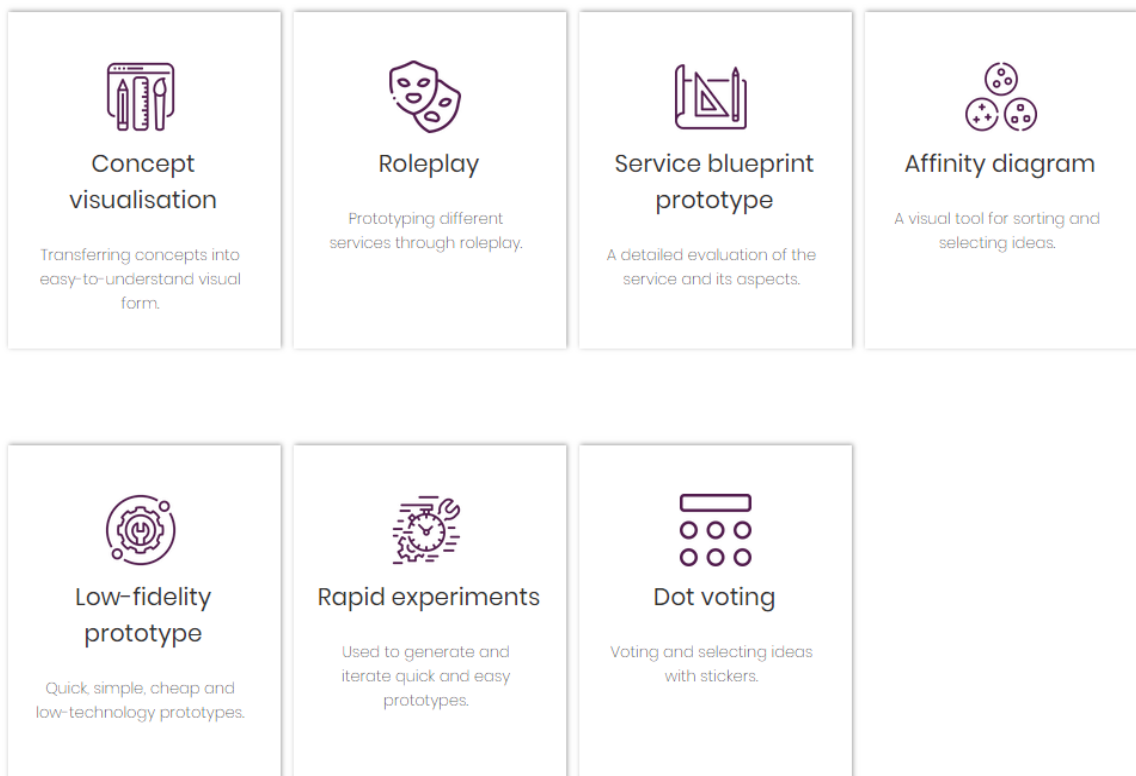 Concept
visualisation
Transferring concepts into
easy-to-understand visual
form.
Roleplay
Prototyping different
services through roleplay.
Service blueprint
prototype
A detailed evaluation of the
service and its aspects.
Affinity diagram
A visual tool for sorting and
selecting ideas.
Low-fidelity
prototype
Quick, simple, cheap and
low-technology prototypes.
Rapid experiments
Used to generate and
iterate quick and easy
prototypes.
Dot voting
Voting and selecting ideas
with stickers.